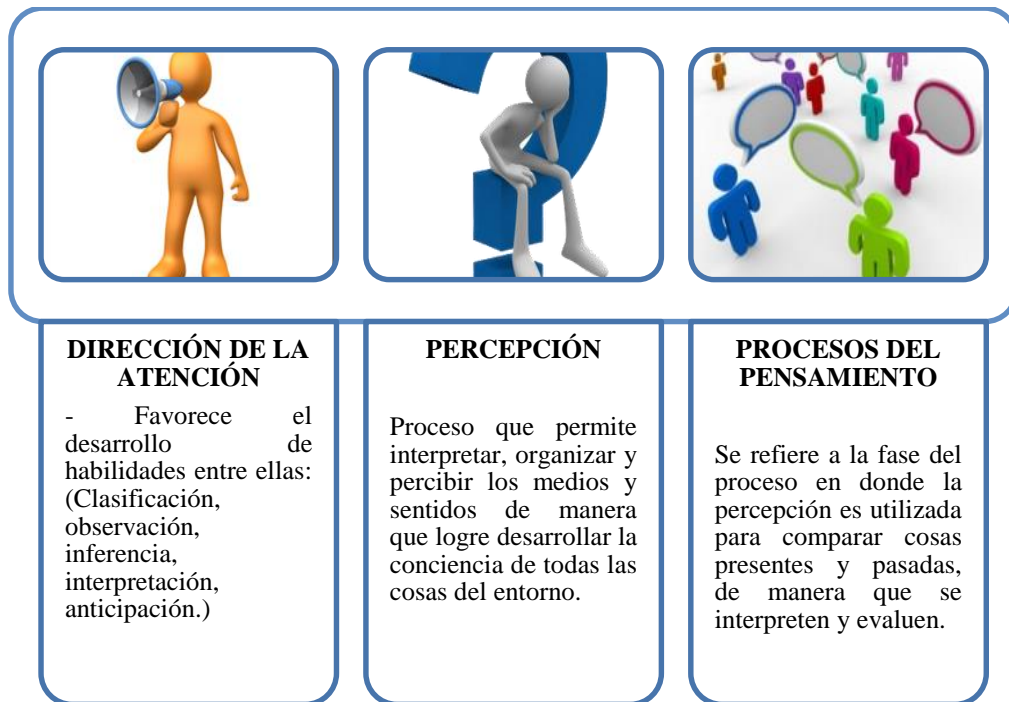 DIRECCIÓN DE LA
ATENCIÓN
- Favorece el
desarrollo de
habilidades entre ellas:
(Clasificación,
observación,
inferencia,
interpretación,
anticipación.)
PERCEPCIÓN
Proceso que permite
interpretar, organizar y
percibir los medios y
sentidos de manera
que logre desarrollar la
conciencia de todas las
cosas del entorno.
PROCESOS DEL
PENSAMIENTO
Se refiere a la fase del
proceso en donde la
percepción es utilizada
para comparar cosas
presentes y pasadas,
de manera que se
interpreten y evaluen.